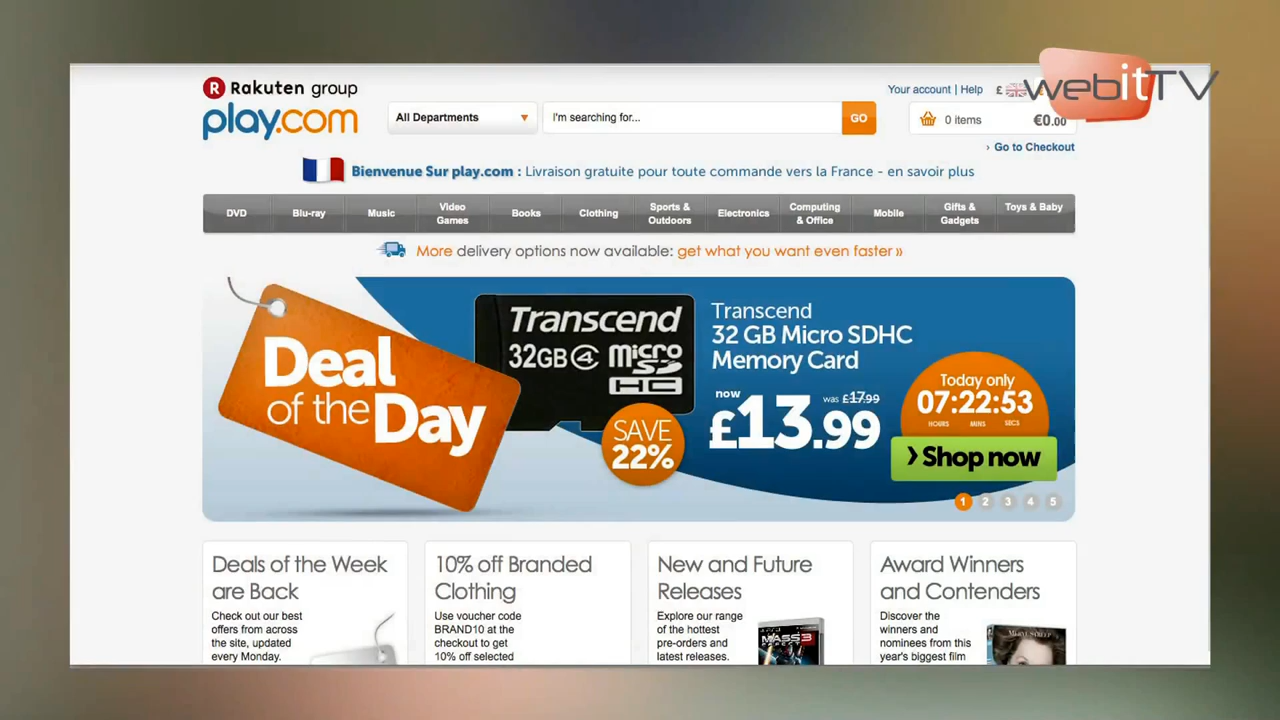 webitTV
R Rakuten group
play.com
All Departments
I'm searching for...
GO
Your account | Help £
0 items €0.00
› Go to Checkout
Bienvenue Sur play.com : Livraison gratuite pour toute commande vers la France - en savoir plus
DVD Blu-ray Music Video Games Books Clothing Sports & Outdoors Electronics Computing & Office Mobile Gifts & Gadgets Toys & Baby
More delivery options now available: get what you want even faster »
Deal
of the Day
Transcend
32GB 4 micro SD HC
SAVE
22%
Transcend
32 GB Micro SDHC
Memory Card
now £13.99 was £17.99
Today only
07:22:53
HOURS MINS SECS
› Shop now
1 2 3 4 5
Deals of the Week
are Back
Check out our best
offers from across
the site, updated
every Monday.
10% off Branded
Clothing
Use voucher code
BRAND10 at the
checkout to get
10% off selected
New and Future
Releases
Explore our range
of the hottest
pre-orders and
latest releases.
MASS
3
Award Winners
and Contenders
Discover the
winners and
nominees from this
year's biggest film
MERYL STREEP